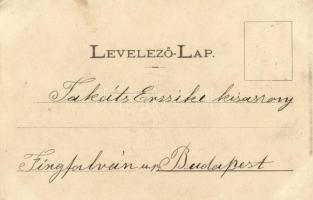 LEVELEZŐ-LAP.
Takáts Erzsike kisasszony
Budapest